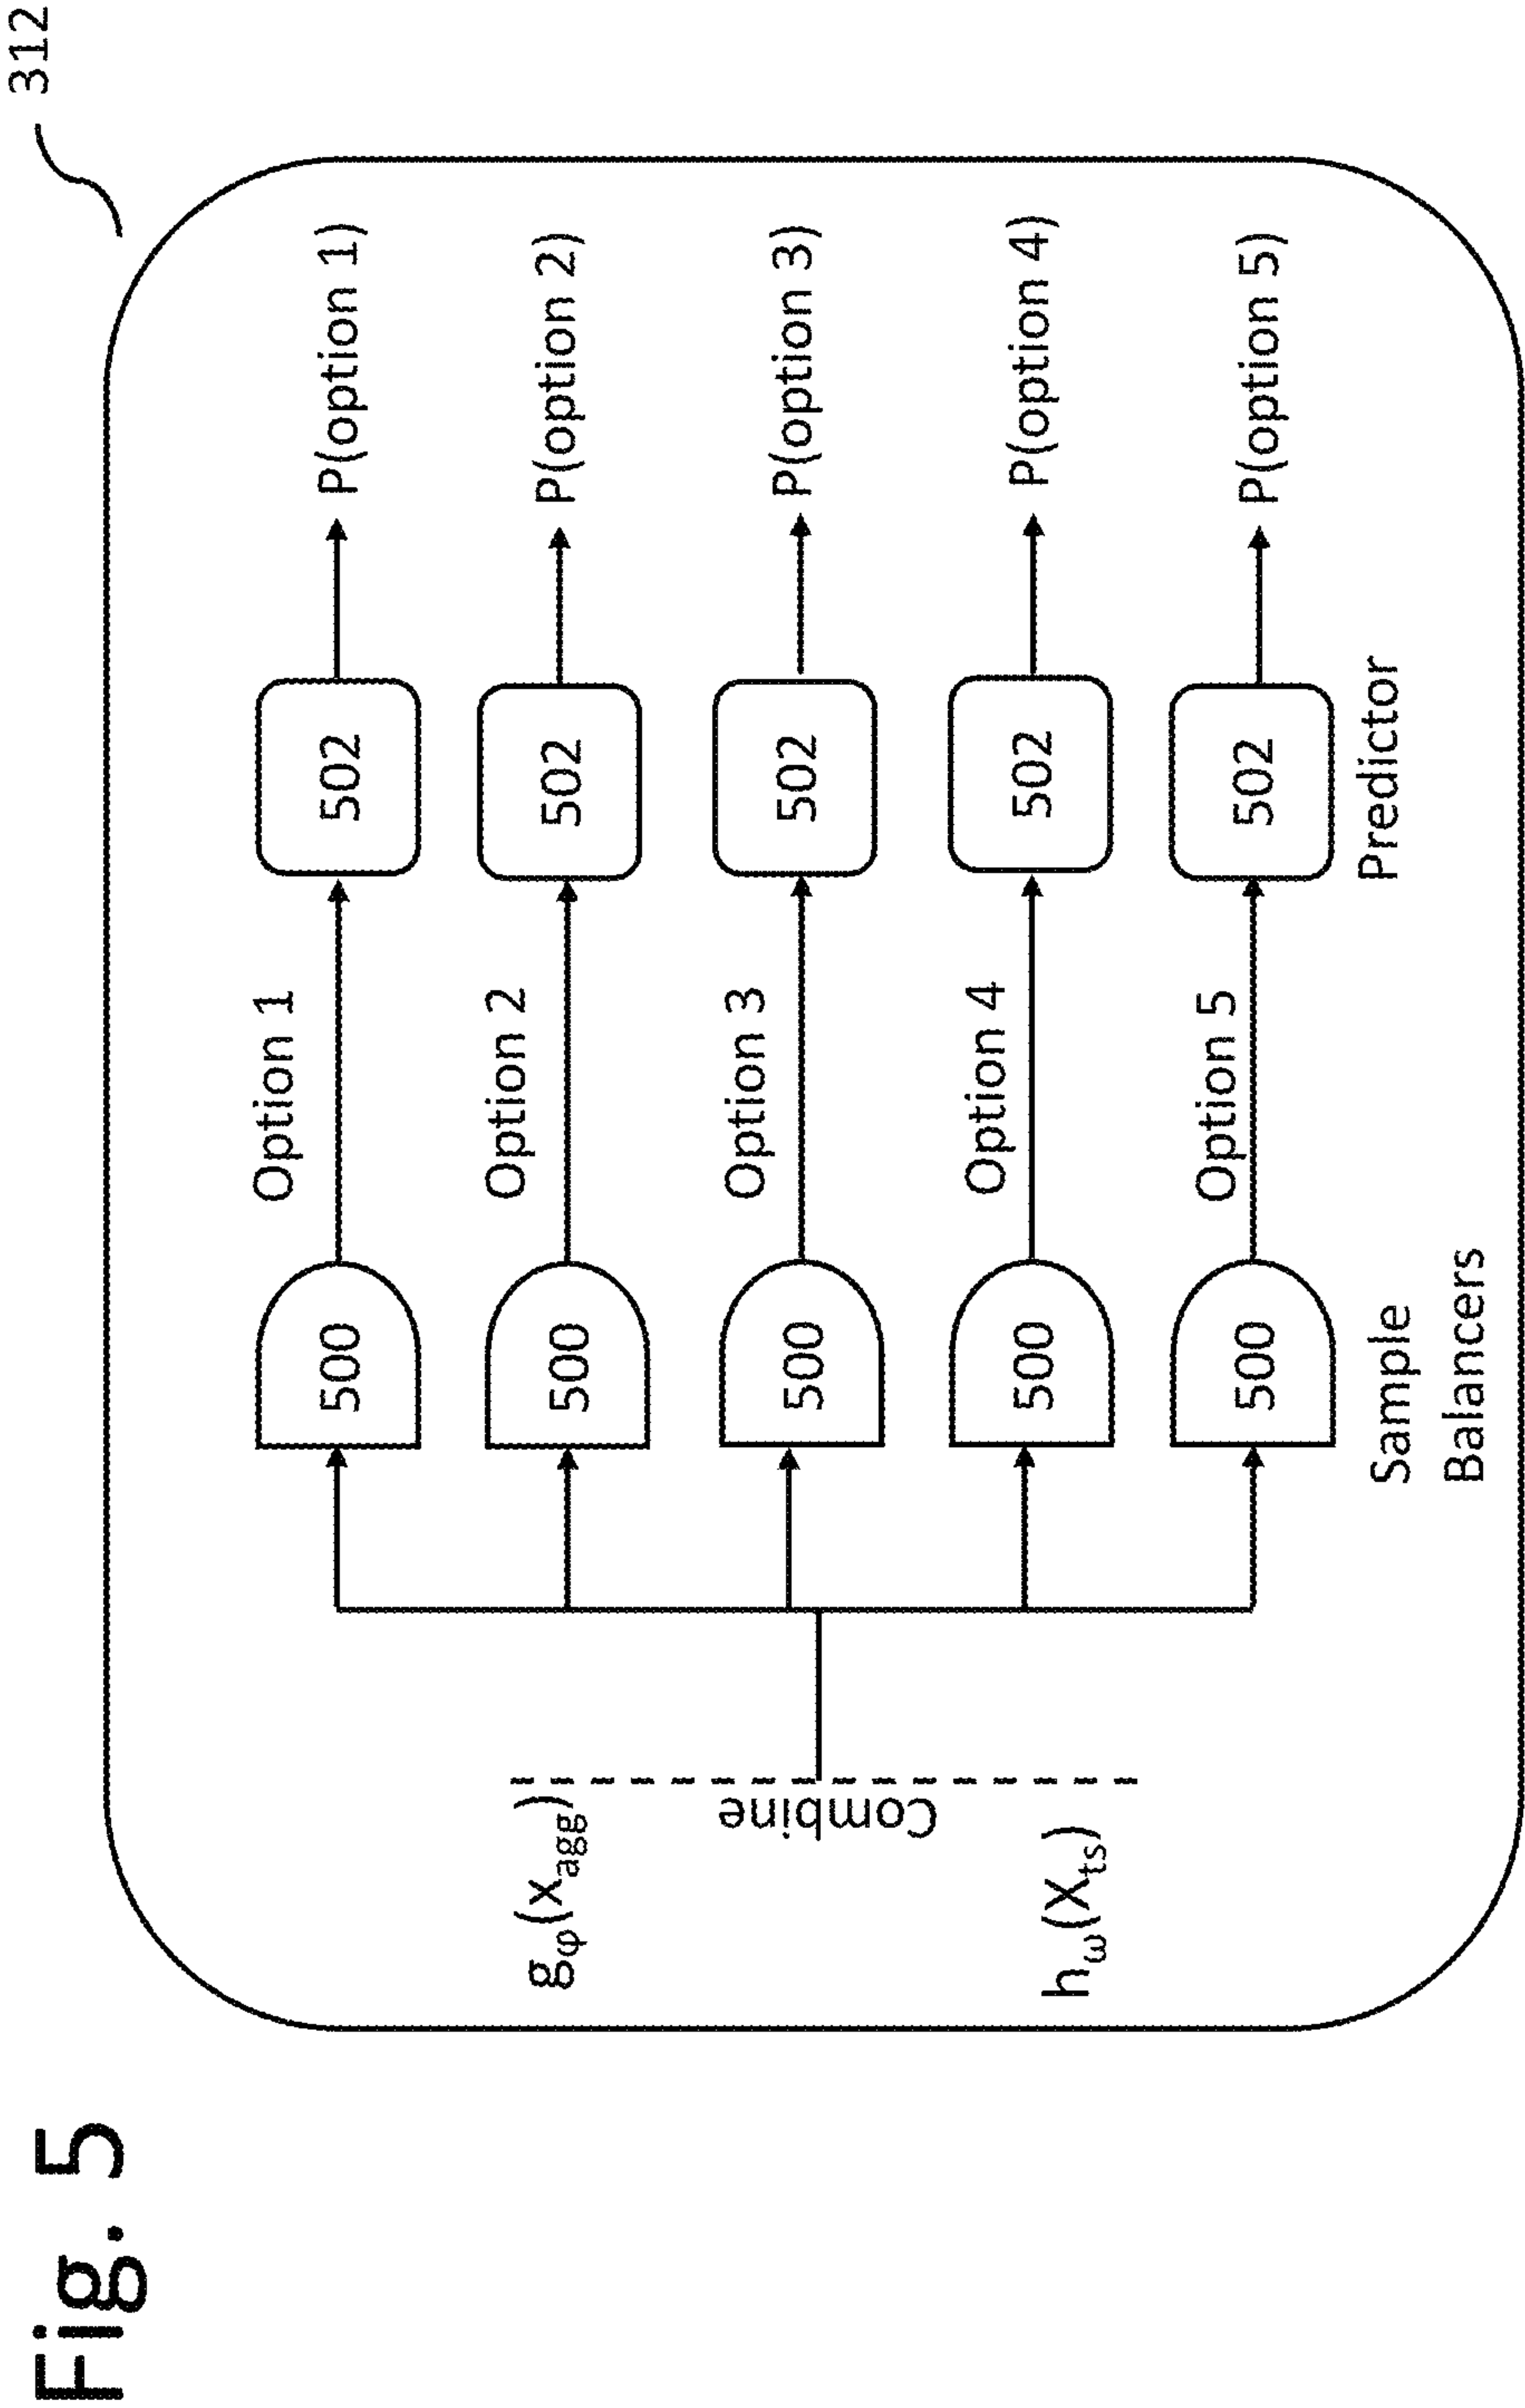 Fig. 5
312
gφ(xagg)
hω(Xts)
Combine
500
500
500
500
500
Sample
Balancers
Option 1
Option 2
Option 3
Option 4
Option 5
502
502
502
502
502
Predictor
P(option 1)
P(option 2)
P(option 3)
P(option 4)
P(option 5)